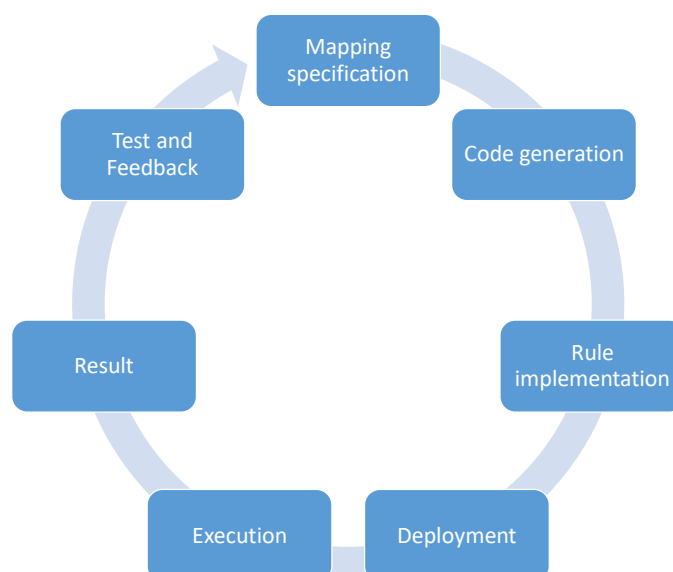 Mapping
specification
Code generation
Rule
implementation
Deployment
Execution
Result
Test and
Feedback